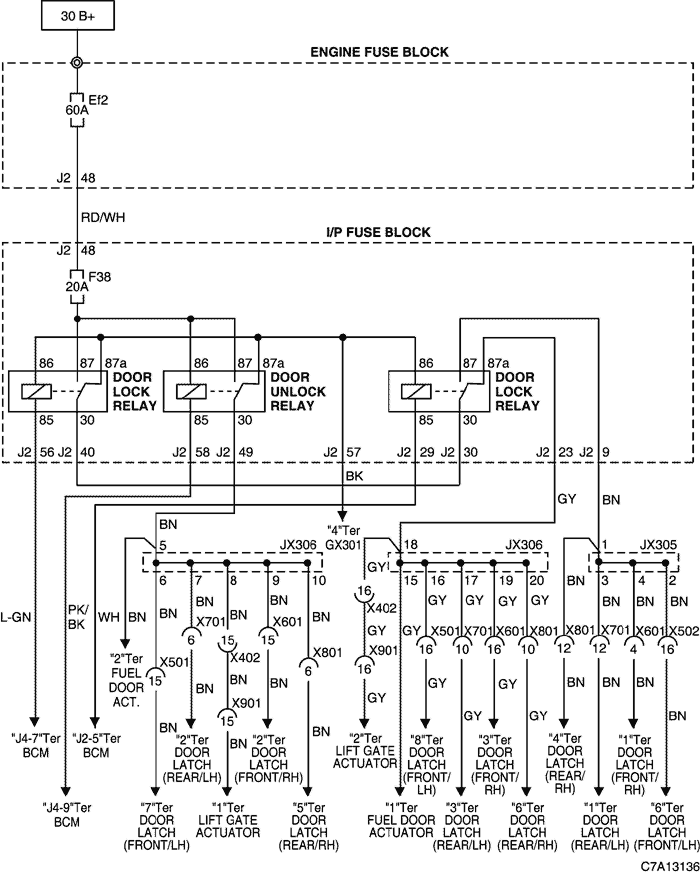 30 B+
ENGINE FUSE BLOCK
Ef2
60A
J2 48
RD/WH
I/P FUSE BLOCK
J2 48
F38
20A
86 87 87a 86 87 87a 86 87 87a
DOOR LOCK RELAY
DOOR UNLOCK RELAY
DOOR LOCK RELAY
85 30 85 30 85 30
J2 56 J2 40 J2 58 J2 49 J2 57 J2 29 J2 30 J2 23 J2 9
BK
GY BN
BN
"4"Ter
GX301
5 JX306 18 JX306 1 JX305
6 7 8 9 10 15 16 17 19 20 3 4 2
L-GN PK/BK WH BN BN BN BN BN BN GY GY GY GY GY GY BN BN BN BN
16 X402
X701 6 15 X402 X601 15 X801 6
X501 15
X901 15
GY X901 16 GY
X501 16 X701 10 X601 16 X801 10 X801 12 X701 12 X601 4 X502 16
"2"Ter
FUEL
DOOR
ACT.
BN BN BN BN BN BN GY GY GY GY BN BN BN BN
"J4-7"Ter
BCM
"J2-5"Ter
BCM
"2"Ter
DOOR
LATCH
(REAR/LH)
"2"Ter
DOOR
LATCH
(FRONT/RH)
"2"Ter
LIFT GATE
ACTUATOR
"8"Ter
DOOR
LATCH
(FRONT/
LH)
"3"Ter
DOOR
LATCH
(FRONT/
RH)
"4"Ter
DOOR
LATCH
(REAR/
RH)
"1"Ter
DOOR
LATCH
(FRONT/
RH)
"J4-9"Ter
BCM
"7"Ter
DOOR
LATCH
(FRONT/LH)
"1"Ter
LIFT GATE
ACTUATOR
"5"Ter
DOOR
LATCH
(REAR/RH)
"1"Ter
FUEL DOOR
ACTUATOR
"3"Ter
DOOR
LATCH
(REAR/LH)
"6"Ter
DOOR
LATCH
(REAR/RH)
"1"Ter
DOOR
LATCH
(REAR/LH)
"6"Ter
DOOR
LATCH
(FRONT/LH)
C7A13136